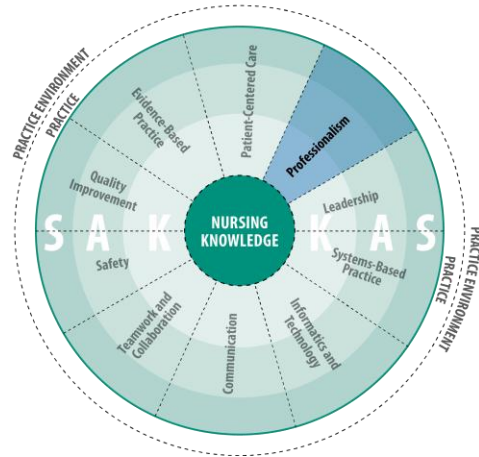 PRACTICE ENVIRONMENT
PRACTICE
Evidence-Based
Practice
Patient-Centered Care
Professionalism
Quality
Improvement
Leadership
S A K
NURSING
KNOWLEDGE
K A S
Safety
Systems-Based
Practice
Teamwork and
Collaboration
Communication
Informatics and
Technology
PRACTICE
PRACTICE ENVIRONMENT